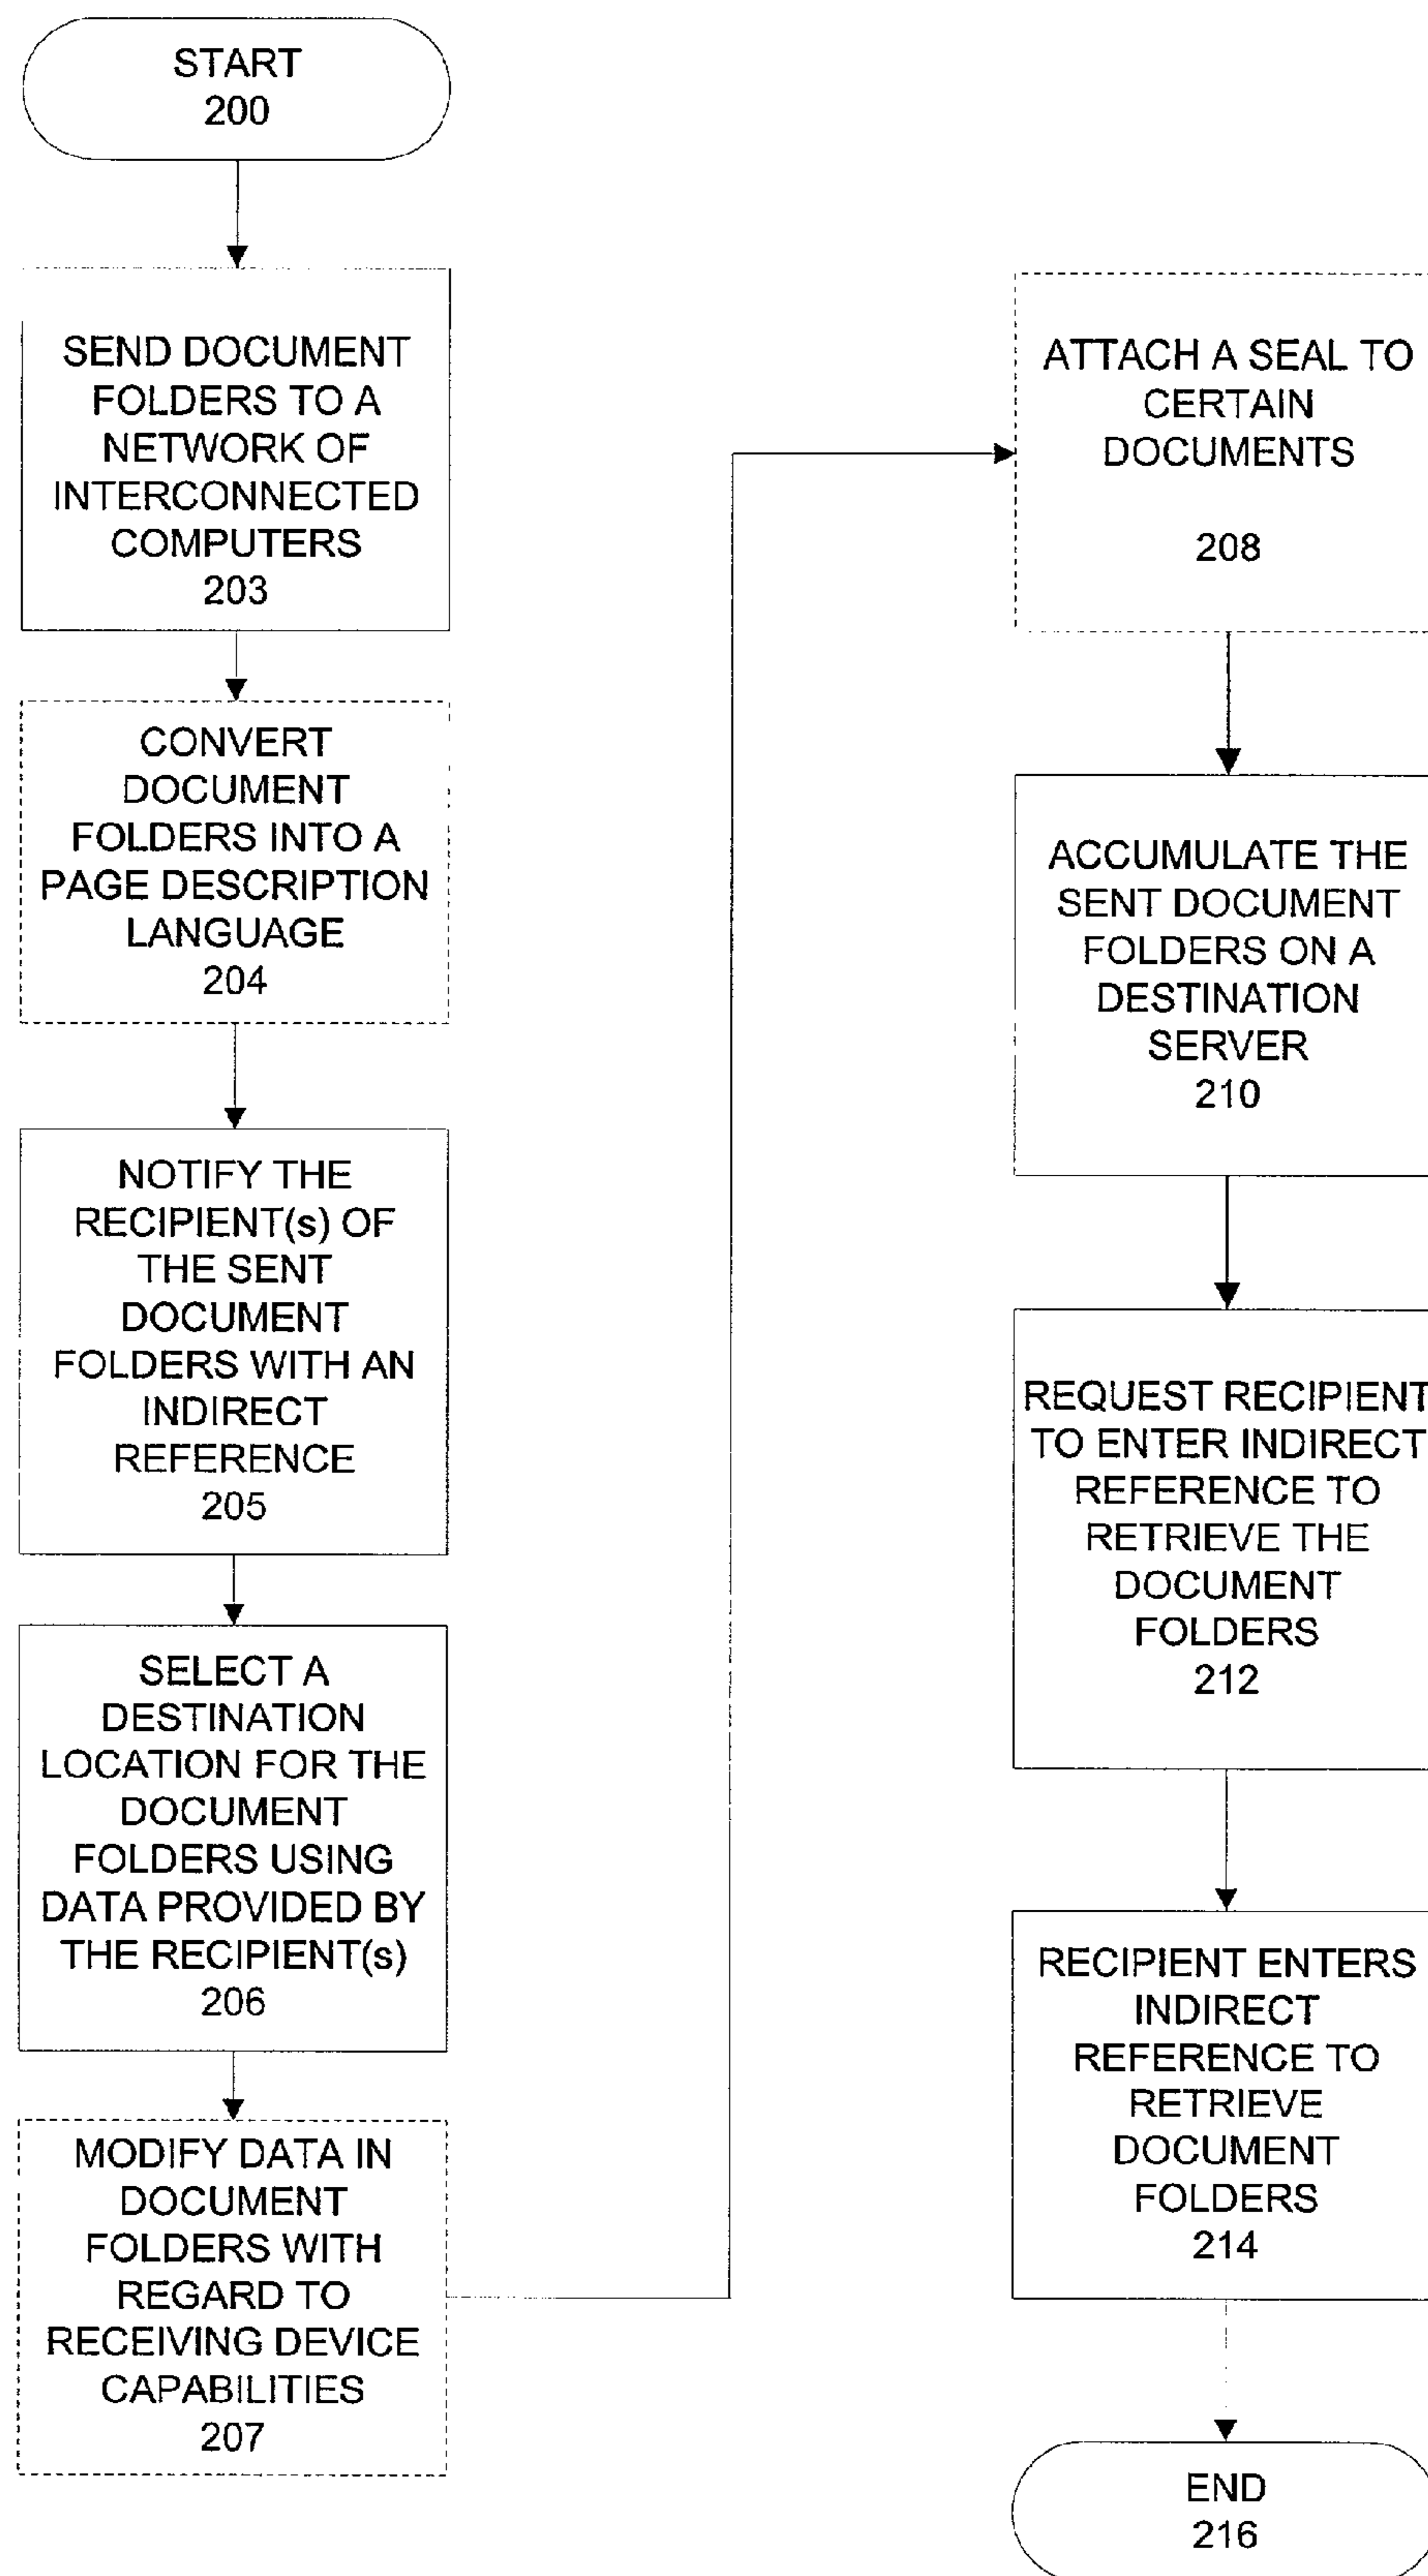 START
200
SEND DOCUMENT
FOLDERS TO A
NETWORK OF
INTERCONNECTED
COMPUTERS
203
CONVERT
DOCUMENT
FOLDERS INTO A
PAGE DESCRIPTION
LANGUAGE
204
NOTIFY THE
RECIPIENT(s) OF
THE SENT
DOCUMENT
FOLDERS WITH AN
INDIRECT
REFERENCE
205
SELECT A
DESTINATION
LOCATION FOR THE
DOCUMENT
FOLDERS USING
DATA PROVIDED BY
THE RECIPIENT(s)
206
MODIFY DATA IN
DOCUMENT
FOLDERS WITH
REGARD TO
RECEIVING DEVICE
CAPABILITIES
207
ATTACH A SEAL TO
CERTAIN
DOCUMENTS
208
ACCUMULATE THE
SENT DOCUMENT
FOLDERS ON A
DESTINATION
SERVER
210
REQUEST RECIPIENT
TO ENTER INDIRECT
REFERENCE TO
RETRIEVE THE
DOCUMENT
FOLDERS
212
RECIPIENT ENTERS
INDIRECT
REFERENCE TO
RETRIEVE
DOCUMENT
FOLDERS
214
END
216